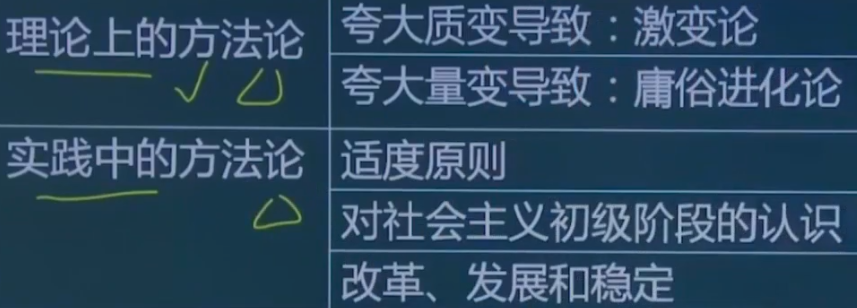 理论上的方法论
夸大质变导致：激变论
夸大量变导致：庸俗进化论
实践中的方法论
适度原则
对社会主义初级阶段的认识
改革、发展和稳定